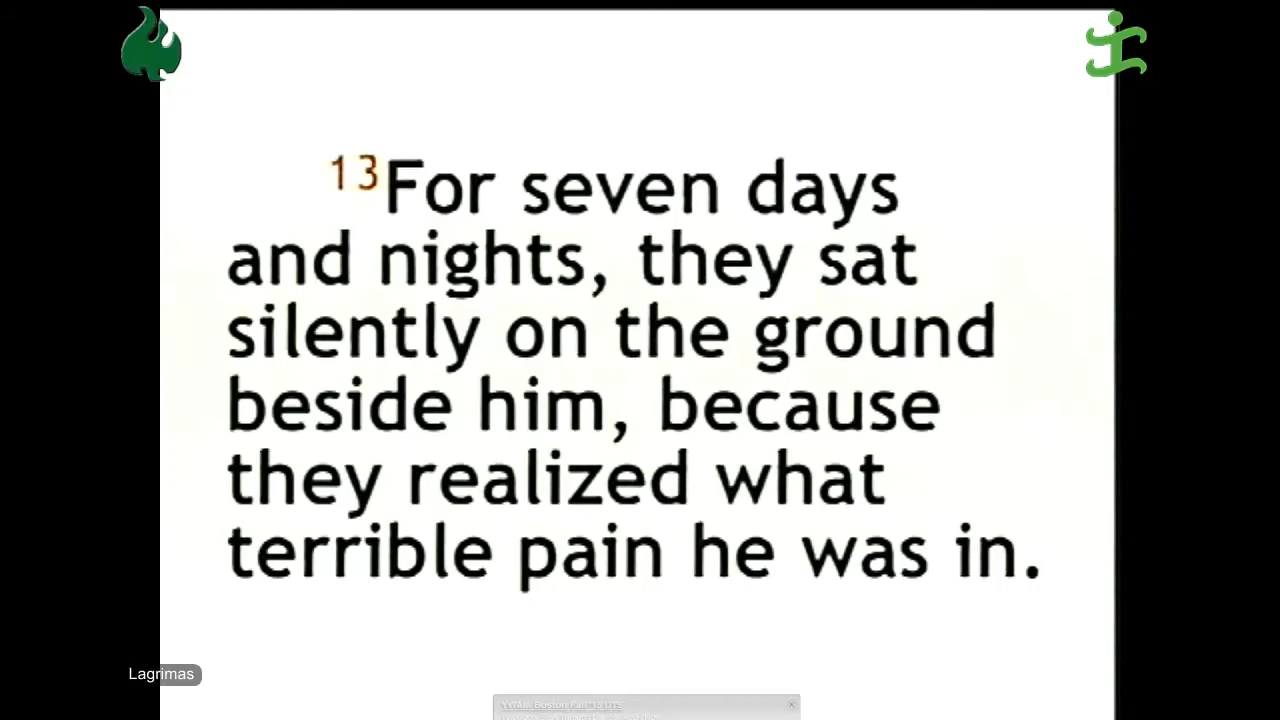 13For seven days
and nights, they sat
silently on the ground
beside him, because
they realized what
terrible pain he was in.
Lagrimas